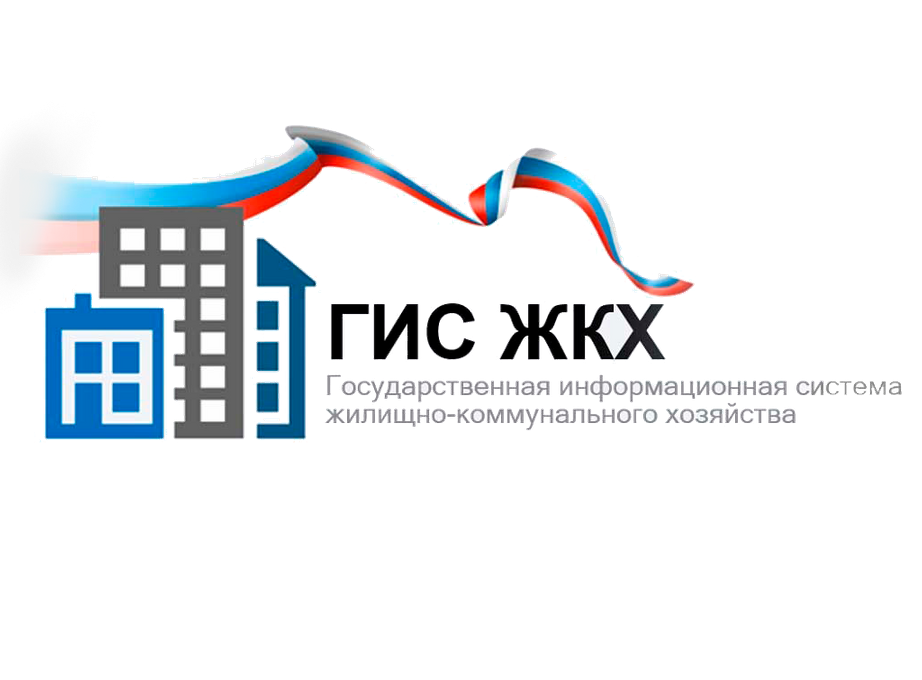 ГИС ЖКХ
Государственная информационная система
жилищно-коммунального хозяйства